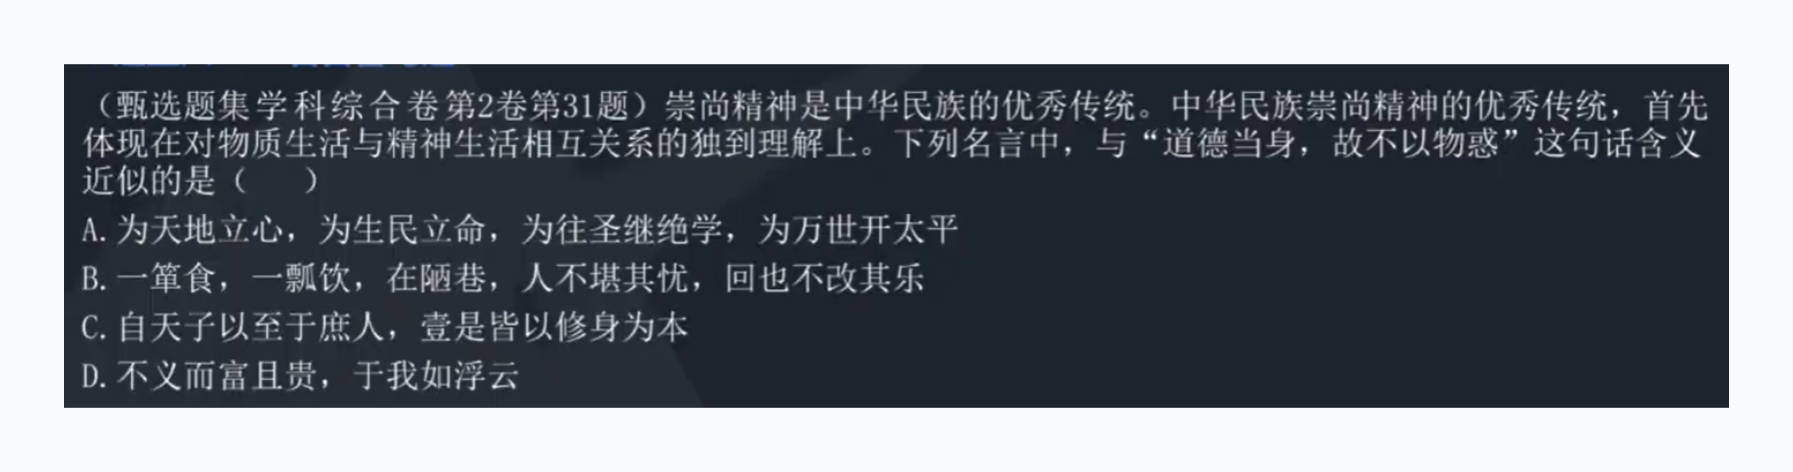 （甄选题集学科综合卷第2卷第31题）崇尚精神是中华民族的优秀传统。中华民族崇尚精神的优秀传统，首先
体现在对物质生活与精神生活相互关系的独到理解上。下列名言中，与“道德当身，故不以物惑”这句话含义
近似的是（　　）
A.为天地立心，为生民立命，为往圣继绝学，为万世开太平
B.一箪食，一瓢饮，在陋巷，人不堪其忧，回也不改其乐
C.自天子以至于庶人，壹是皆以修身为本
D.不义而富且贵，于我如浮云